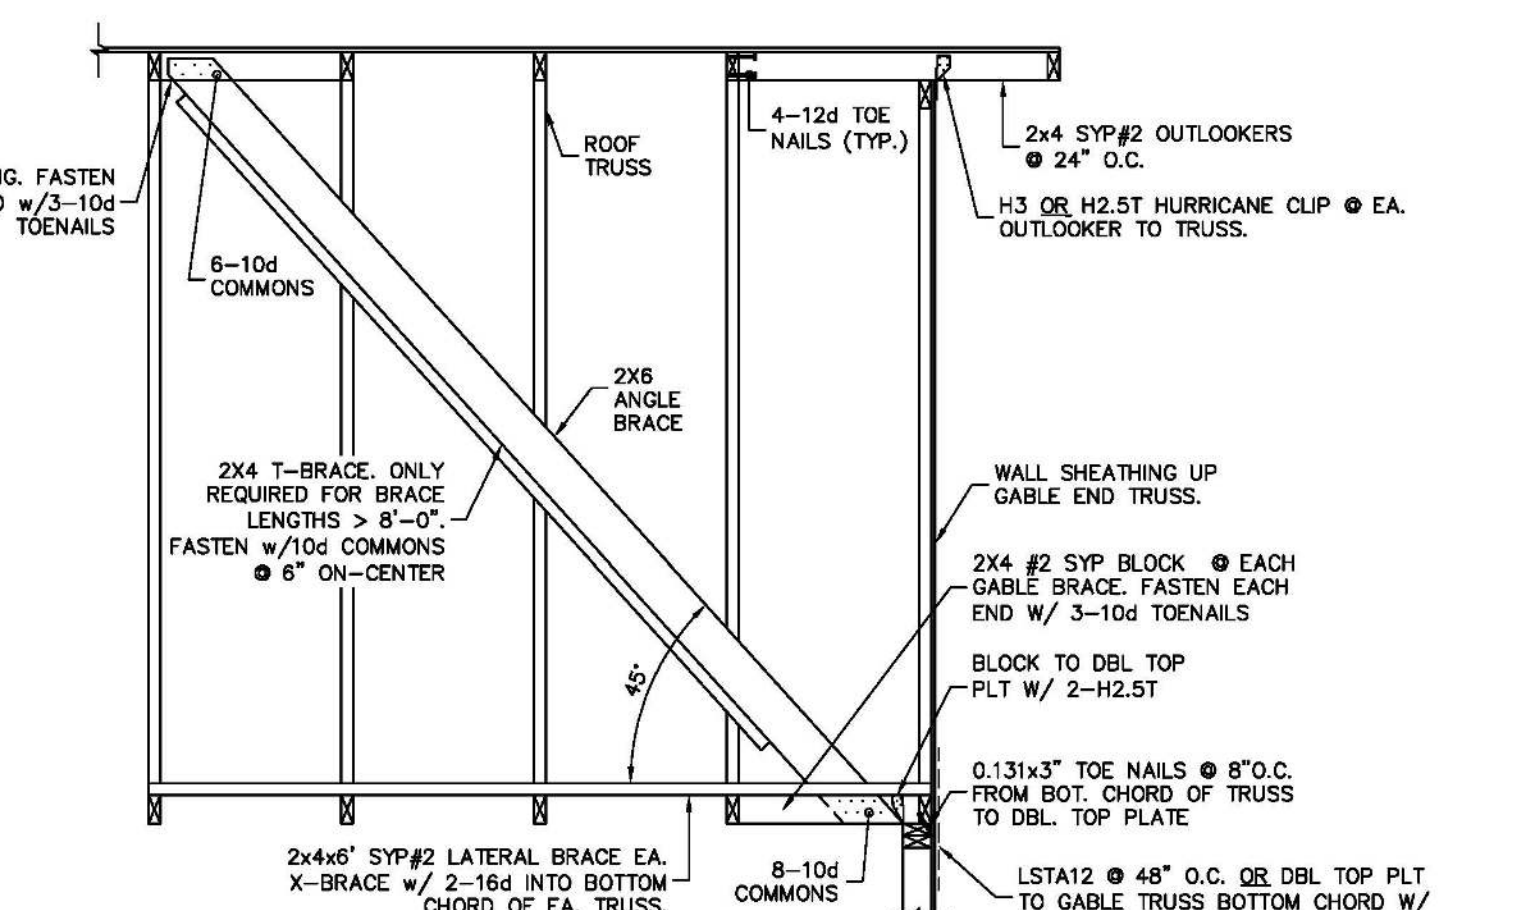 4-12d TOE
NAILS (TYP.)
2x4 SYP#2 OUTLOOKERS
@ 24" O.C.
ROOF
TRUSS
FASTEN
w/3-10d
TOENAILS
H3 OR H2.5T HURRICANE CLIP @ EA.
OUTLOOKER TO TRUSS.
6-10d
COMMONS
2X6
ANGLE
BRACE
2X4 T-BRACE. ONLY
REQUIRED FOR BRACE
LENGTHS > 8'-0".
FASTEN w/10d COMMONS
@ 6" ON-CENTER
WALL SHEATHING UP
GABLE END TRUSS.
2X4 #2 SYP BLOCK @ EACH
GABLE BRACE. FASTEN EACH
END W/ 3-10d TOENAILS
45°
BLOCK TO DBL TOP
PLT W/ 2-H2.5T
0.131x3" TOE NAILS @ 8"O.C.
FROM BOT. CHORD OF TRUSS
TO DBL. TOP PLATE
2x4x6' SYP#2 LATERAL BRACE EA.
X-BRACE w/ 2-16d INTO BOTTOM
CHORD OF EA. TRUSS.
8-10d
COMMONS
LSTA12 @ 48" O.C. OR DBL TOP PLT
TO GABLE TRUSS BOTTOM CHORD W/